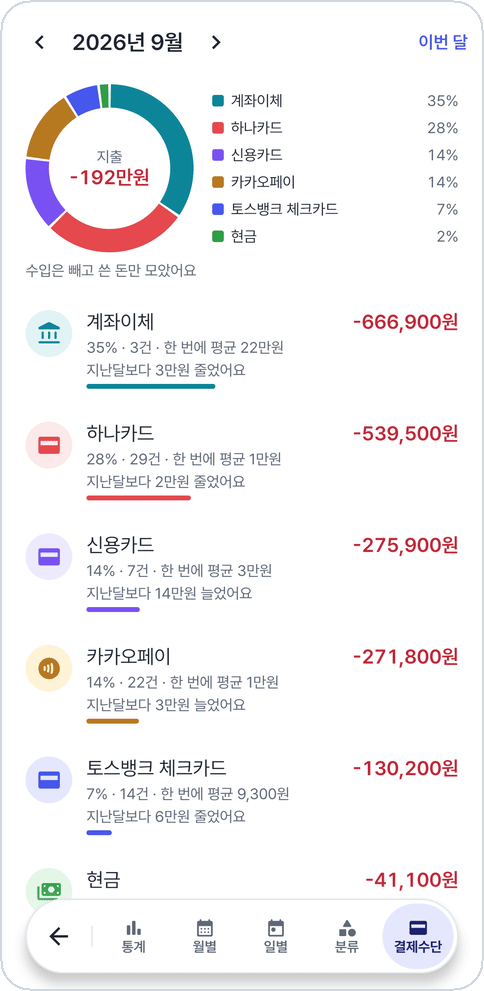 2026년 9월
이번 달
지출
-192만원
계좌이체 35%
하나카드 28%
신용카드 14%
카카오페이 14%
토스뱅크 체크카드 7%
현금 2%
수입은 빼고 쓴 돈만 모았어요
계좌이체 -666,900원
35% · 3건 · 한 번에 평균 22만원
지난달보다 3만원 줄었어요
하나카드 -539,500원
28% · 29건 · 한 번에 평균 1만원
지난달보다 2만원 줄었어요
신용카드 -275,900원
14% · 7건 · 한 번에 평균 3만원
지난달보다 14만원 늘었어요
카카오페이 -271,800원
14% · 22건 · 한 번에 평균 1만원
지난달보다 3만원 늘었어요
토스뱅크 체크카드 -130,200원
7% · 14건 · 한 번에 평균 9,300원
지난달보다 6만원 줄었어요
현금 -41,100원
통계 월별 일별 분류 결제수단